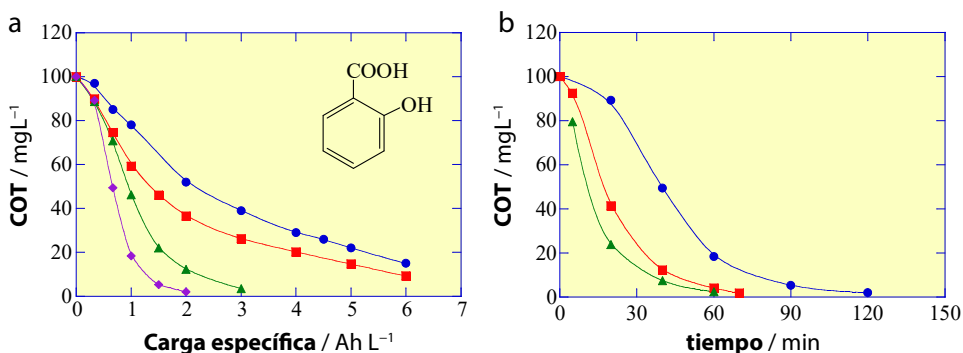 a
120
100
80
60
40
20
0
COT / mgL⁻¹
0 1 2 3 4 5 6 7
Carga específica / Ah L⁻¹
COOH
OH
b
120
100
80
60
40
20
0
COT / mgL⁻¹
0 30 60 90 120 150
tiempo / min